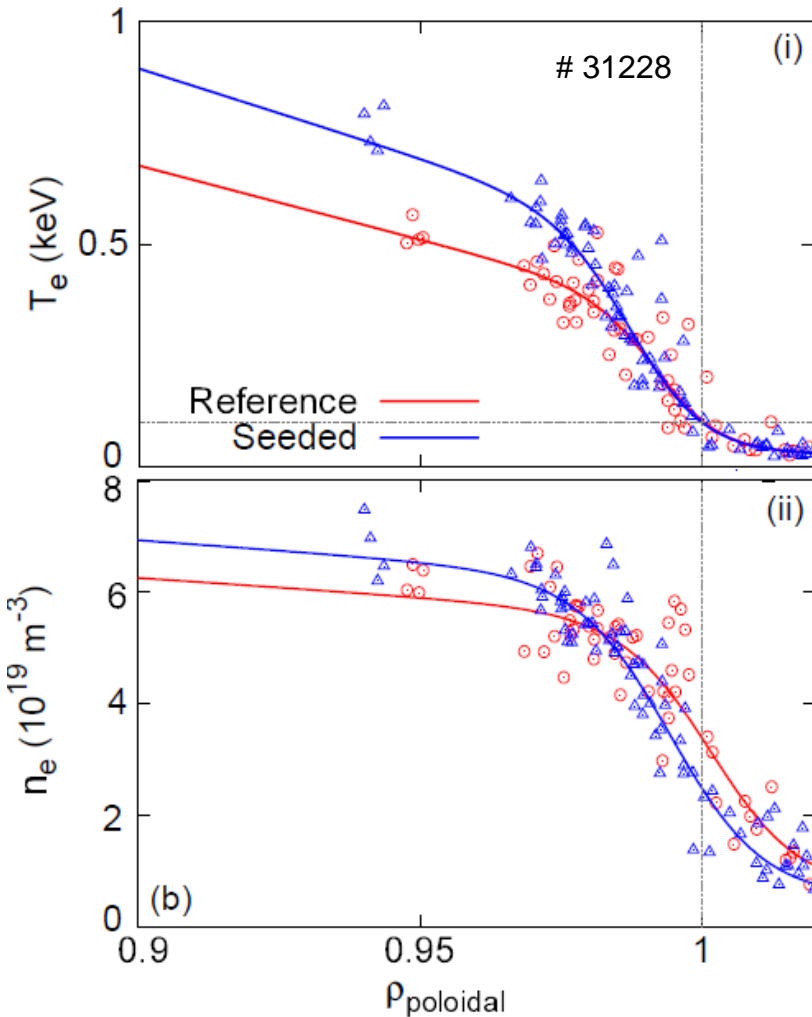 1
(i)
# 31228
T_e (keV)
0.5
Reference
Seeded
0
8
(ii)
6
n_e (10^19 m^-3)
4
2
0
(b)
0.9
0.95
1
ρ_poloidal